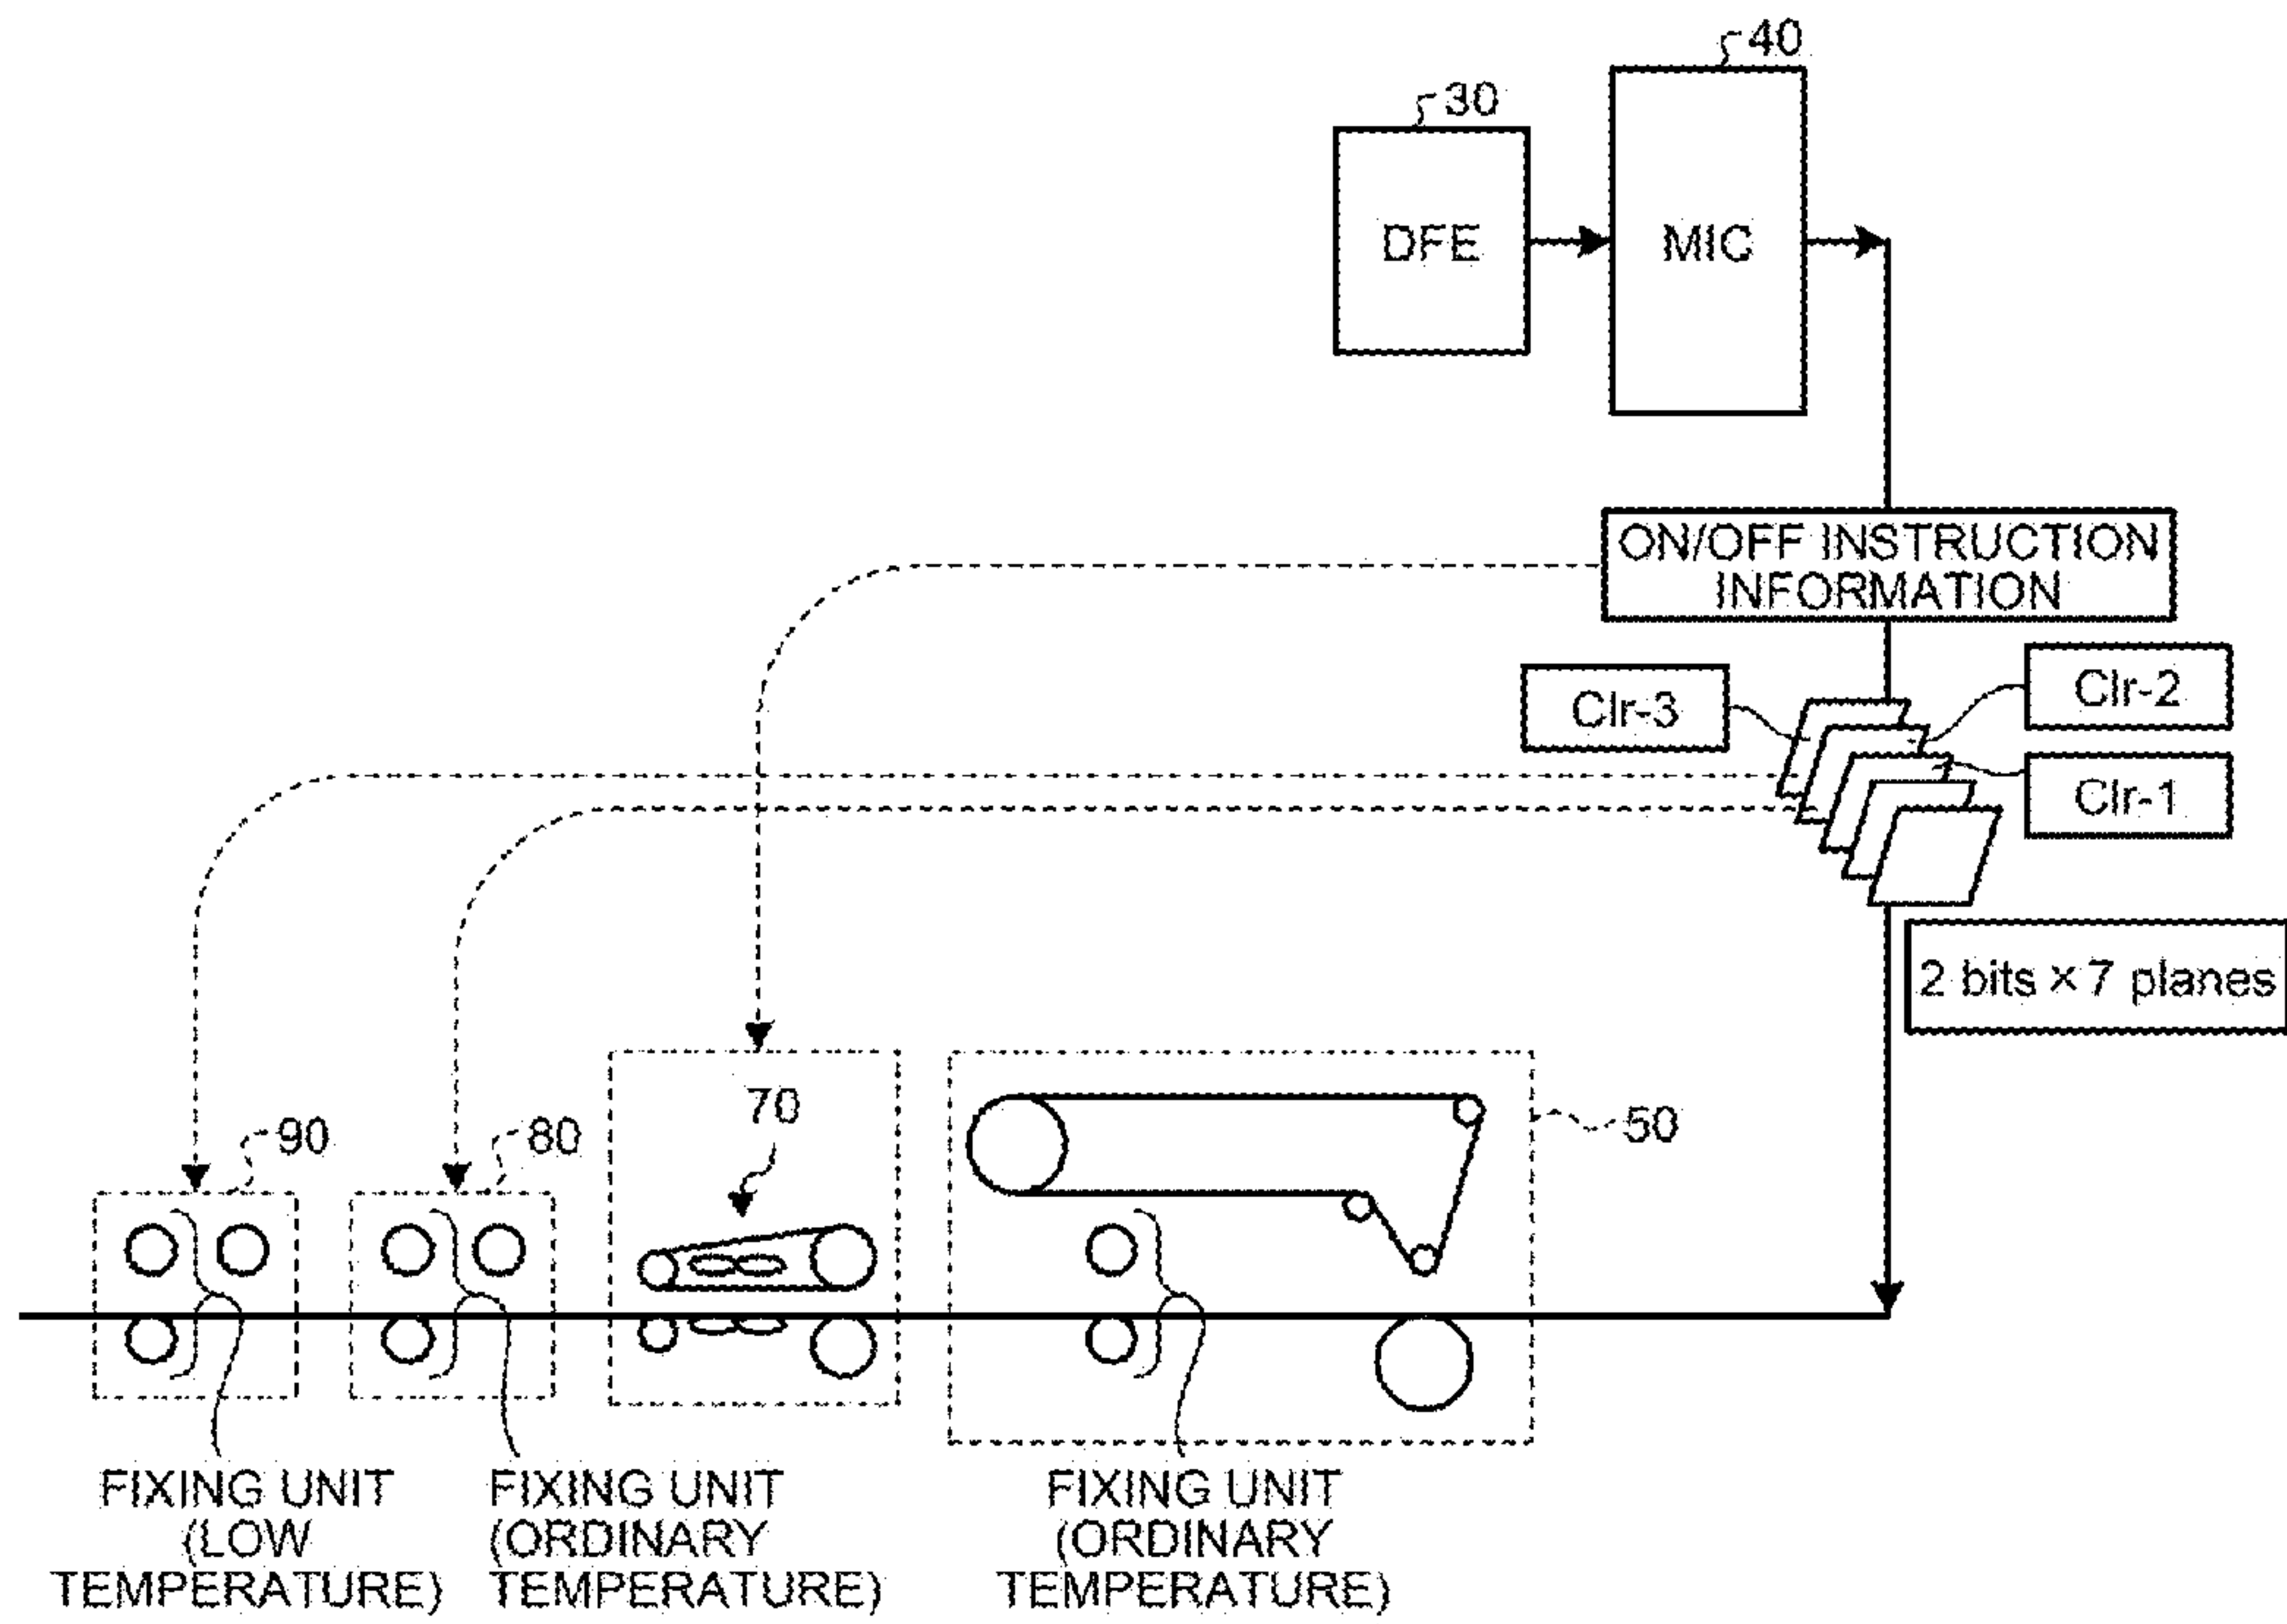 40
30
DFE
MIC
ON/OFF INSTRUCTION
INFORMATION
Clr-3
Clr-2
Clr-1
2 bits × 7 planes
90
80
70
50
FIXING UNIT
(LOW
TEMPERATURE)
FIXING UNIT
(ORDINARY
TEMPERATURE)
FIXING UNIT
(ORDINARY
TEMPERATURE)